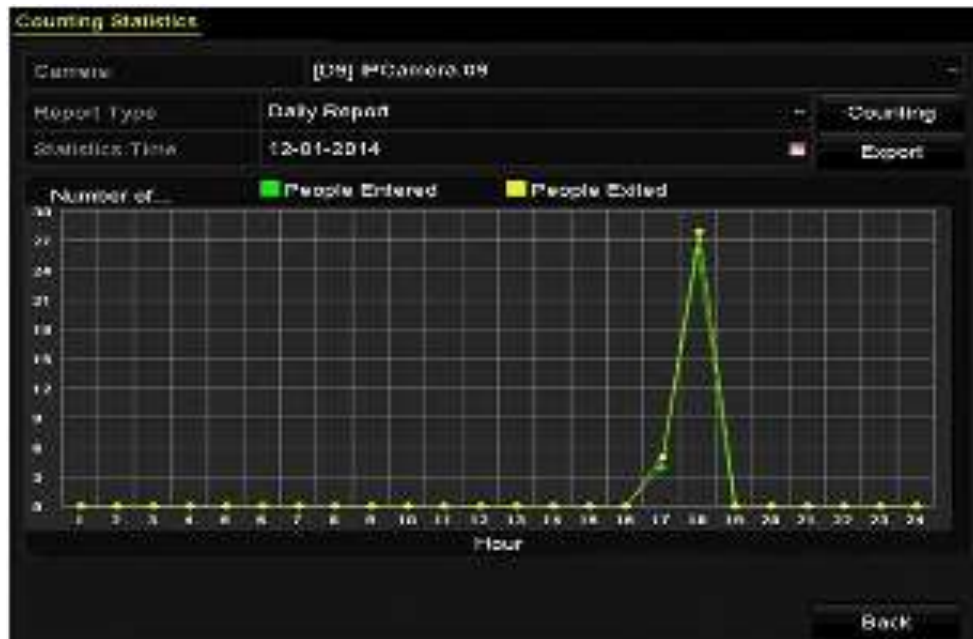 Counting Statistics
Camera [D9] IPCamera 09
Report Type Daily Report Counting
Statistics Time 12-01-2014 Export
Number of... People Entered People Exited
30
27
24
21
18
15
12
9
6
3
0
1 2 3 4 5 6 7 8 9 10 11 12 13 14 15 16 17 18 19 20 21 22 23 24
Hour
Back